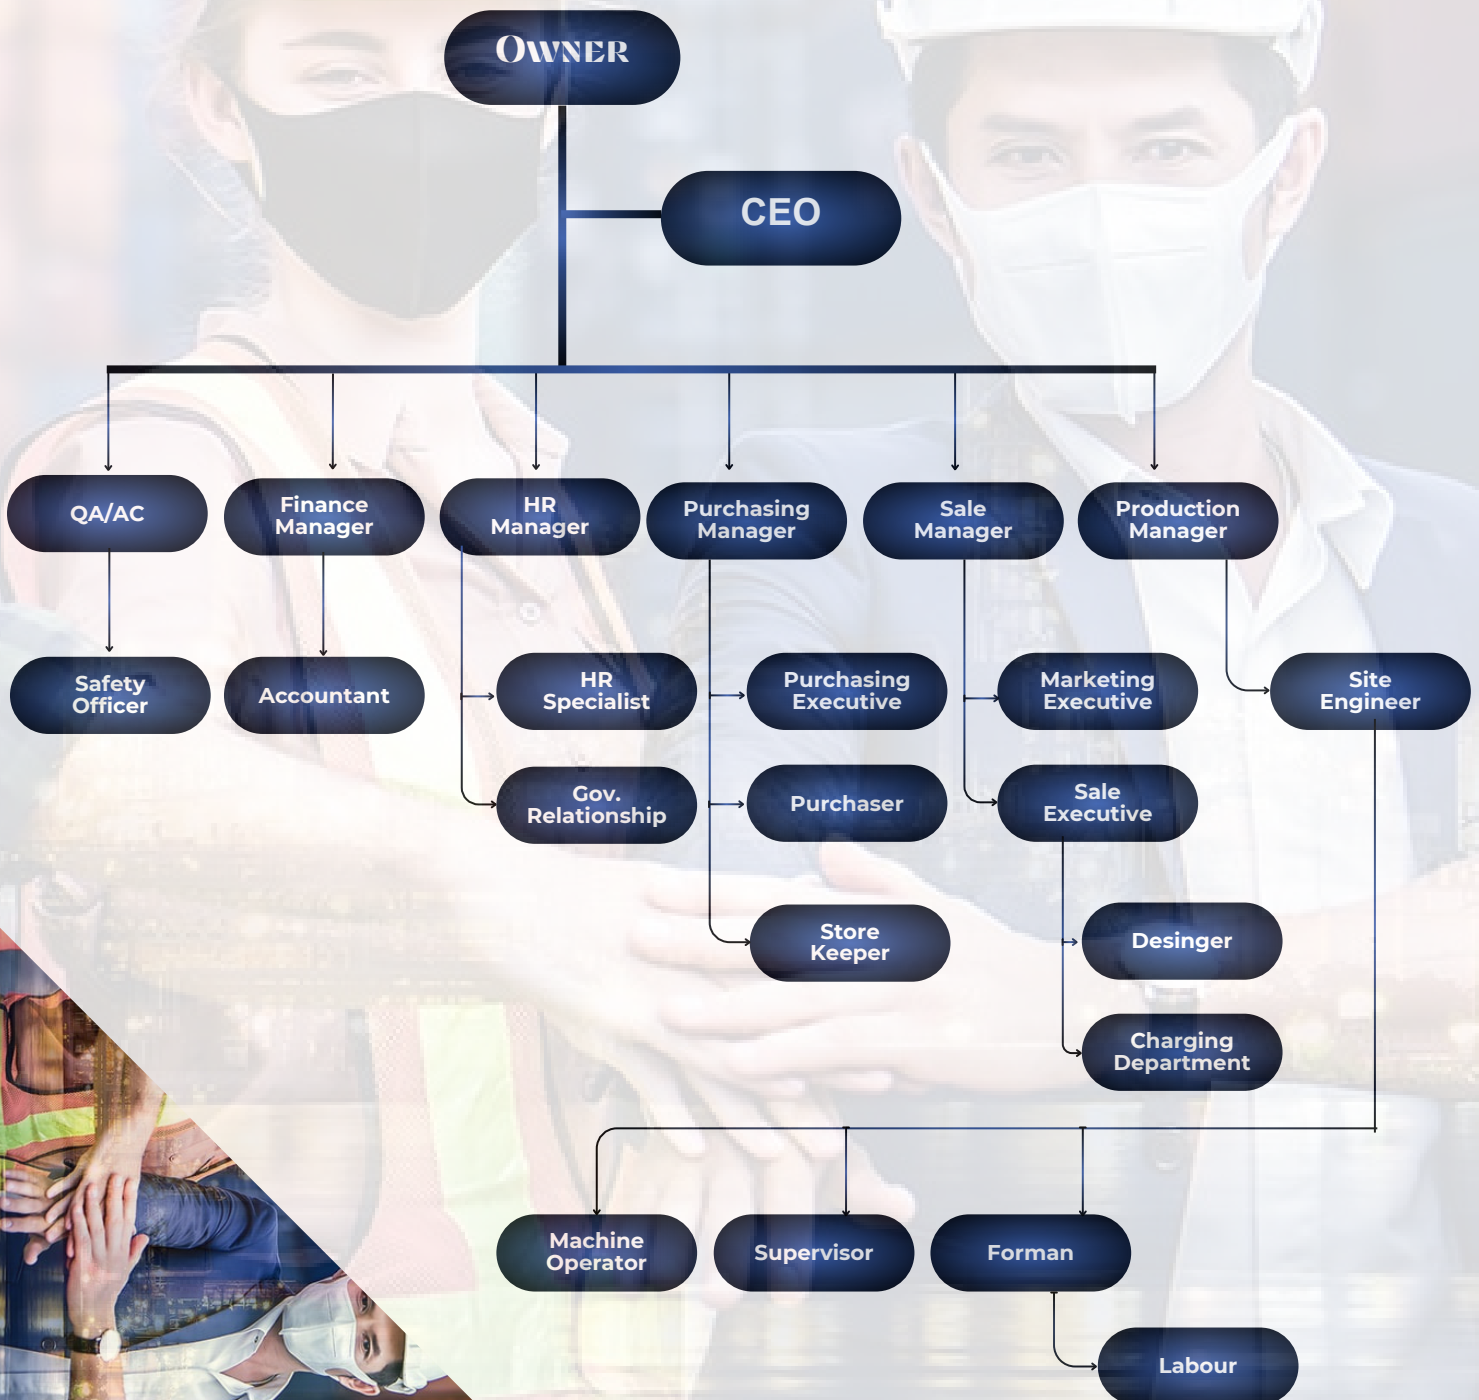 OWNER
CEO
QA/AC
Finance
Manager
HR
Manager
Purchasing
Manager
Sale
Manager
Production
Manager
Safety
Officer
Accountant
HR
Specialist
Purchasing
Executive
Marketing
Executive
Site
Engineer
Gov.
Relationship
Purchaser
Sale
Executive
Store
Keeper
Desinger
Charging
Department
Machine
Operator
Supervisor
Forman
Labour